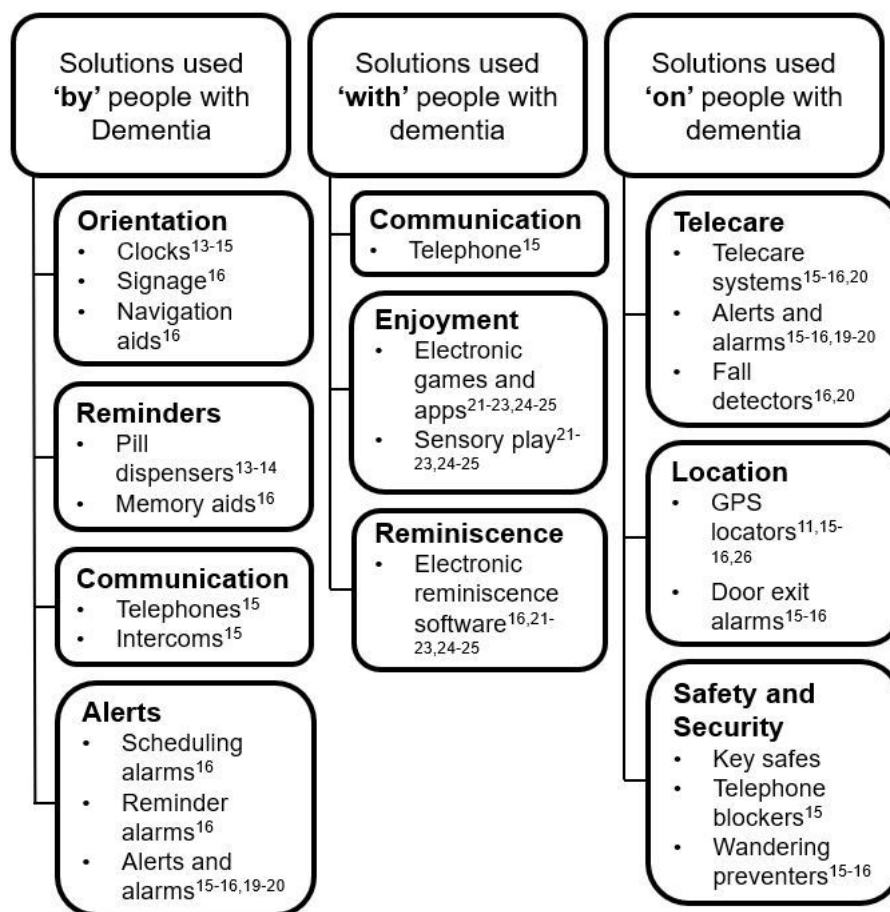 Solutions used
‘by’ people with
Dementia
Orientation
• Clocks13-15
• Signage16
• Navigation
aids16
Reminders
• Pill
dispensers13-14
• Memory aids16
Communication
• Telephones15
• Intercoms15
Alerts
• Scheduling
alarms16
• Reminder
alarms16
• Alerts and
alarms15-16,19-20
Solutions used
‘with’ people with
dementia
Communication
• Telephone15
Enjoyment
• Electronic
games and
apps21-23,24-25
• Sensory play21-
23,24-25
Reminiscence
• Electronic
reminiscence
software16,21-
23,24-25
Solutions used
‘on’ people with
dementia
Telecare
• Telecare
systems15-16,20
• Alerts and
alarms15-16,19-20
• Fall
detectors16,20
Location
• GPS
locators11,15-
16,26
• Door exit
alarms15-16
Safety and
Security
• Key safes
• Telephone
blockers15
• Wandering
preventers15-16